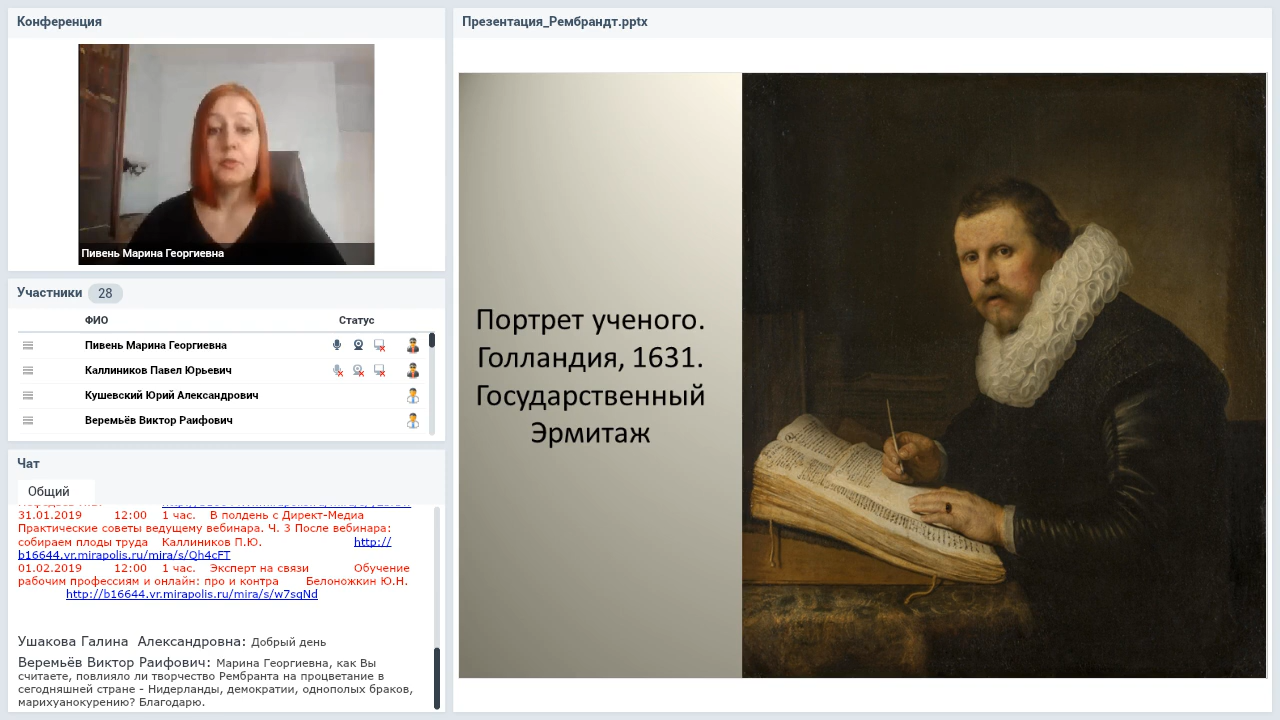 Конференция
Пивень Марина Георгиевна
Участники 28
ФИО Статус
Пивень Марина Георгиевна
Каллиников Павел Юрьевич
Кушевский Юрий Александрович
Веремьёв Виктор Раифович
Чат
Общий
31.01.2019 12:00 1 час. В полдень с Директ-Медиа
Практические советы ведущему вебинара. Ч. 3 После вебинара:
собираем плоды труда Каллиников П.Ю. http://
b16644.vr.mirapolis.ru/mira/s/Qh4cFT
01.02.2019 12:00 1 час. Эксперт на связи Обучение
рабочим профессиям и онлайн: про и контра Белоножкин Ю.Н.
http://b16644.vr.mirapolis.ru/mira/s/w7sqNd
Ушакова Галина Александровна: Добрый день
Веремьёв Виктор Раифович: Марина Георгиевна, как Вы
считаете, повлияло ли творчество Рембранта на процветание в
сегодняшней стране - Нидерланды, демократии, однополых браков,
марихуанокурению? Благодарю.
Презентация_Рембрандт.pptx
Портрет ученого.
Голландия, 1631.
Государственный
Эрмитаж